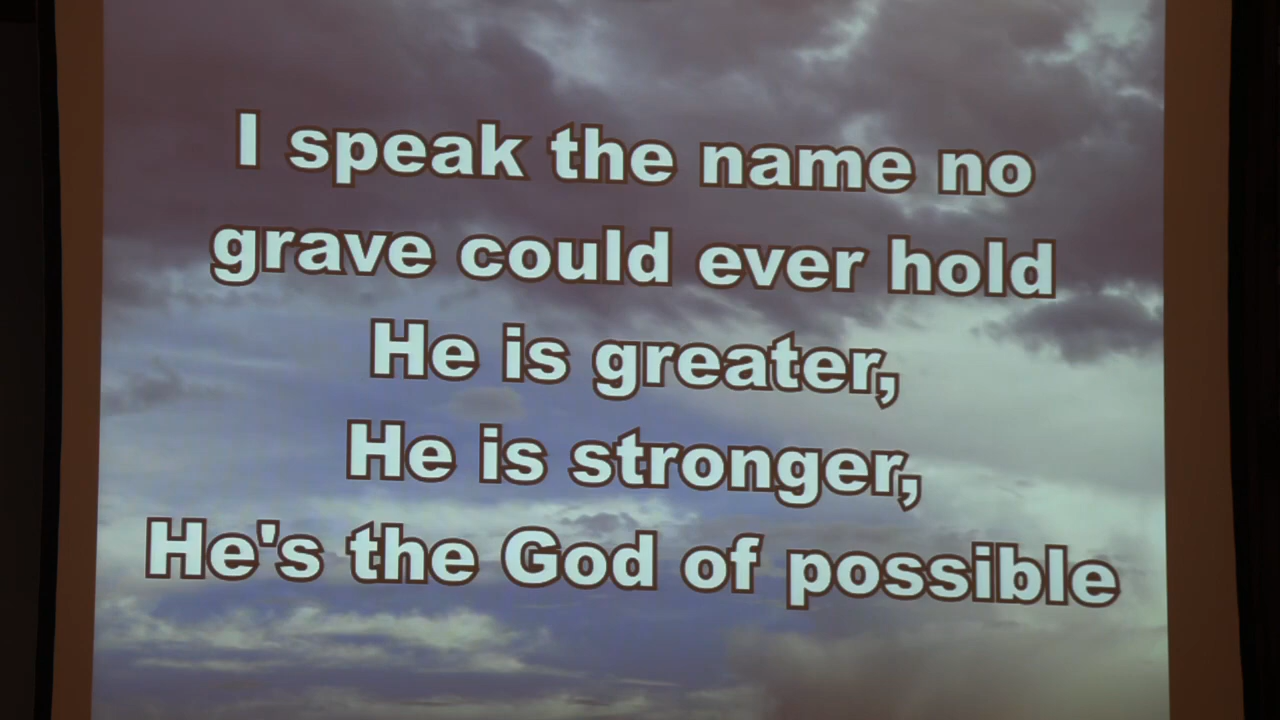 I speak the name no
grave could ever hold
He is greater,
He is stronger,
He's the God of possible